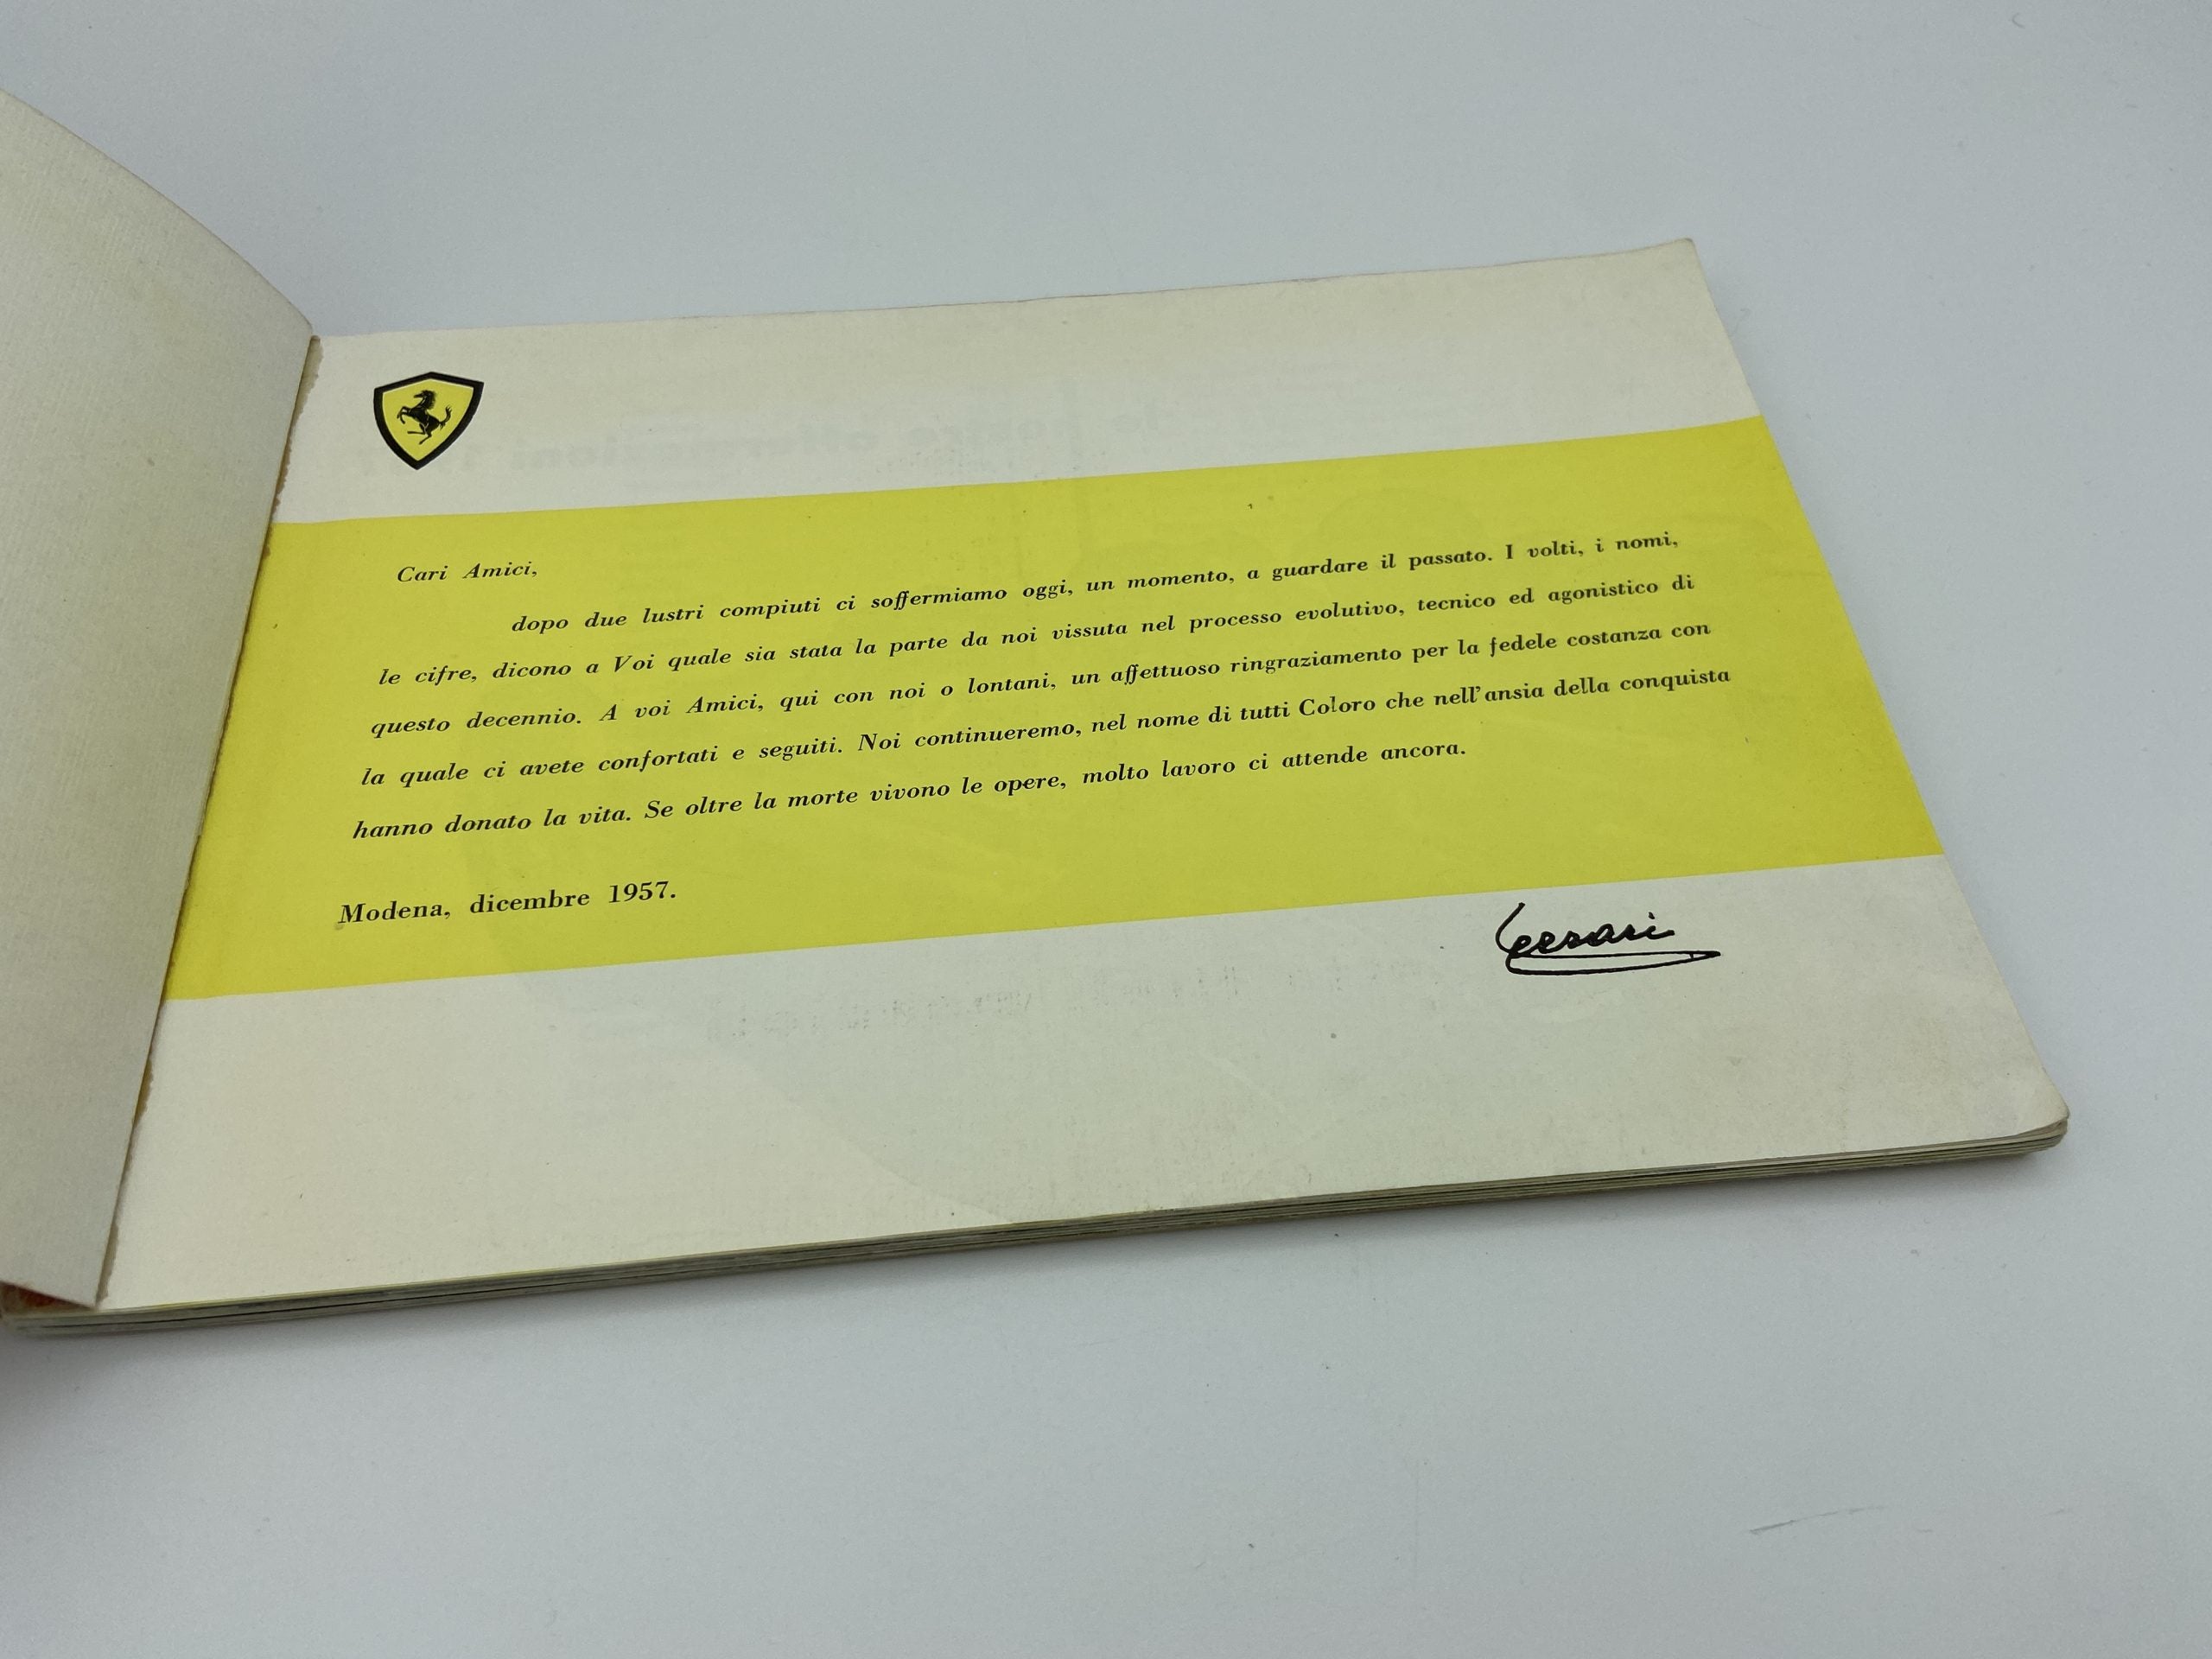 Cari Amici,
dopo due lustri compiuti ci soffermiamo oggi, un momento, a guardare il passato. I volti, i nomi,
le cifre, dicono a Voi quale sia stata la parte da noi vissuta nel processo evolutivo, tecnico ed agonistico di
questo decennio. A voi Amici, qui con noi o lontani, un affettuoso ringraziamento per la fedele costanza con
la quale ci avete confortati e seguiti. Noi continueremo, nel nome di tutti Coloro che nell'ansia della conquista
hanno donato la vita. Se oltre la morte vivono le opere, molto lavoro ci attende ancora.
Modena, dicembre 1957.
Ferrari